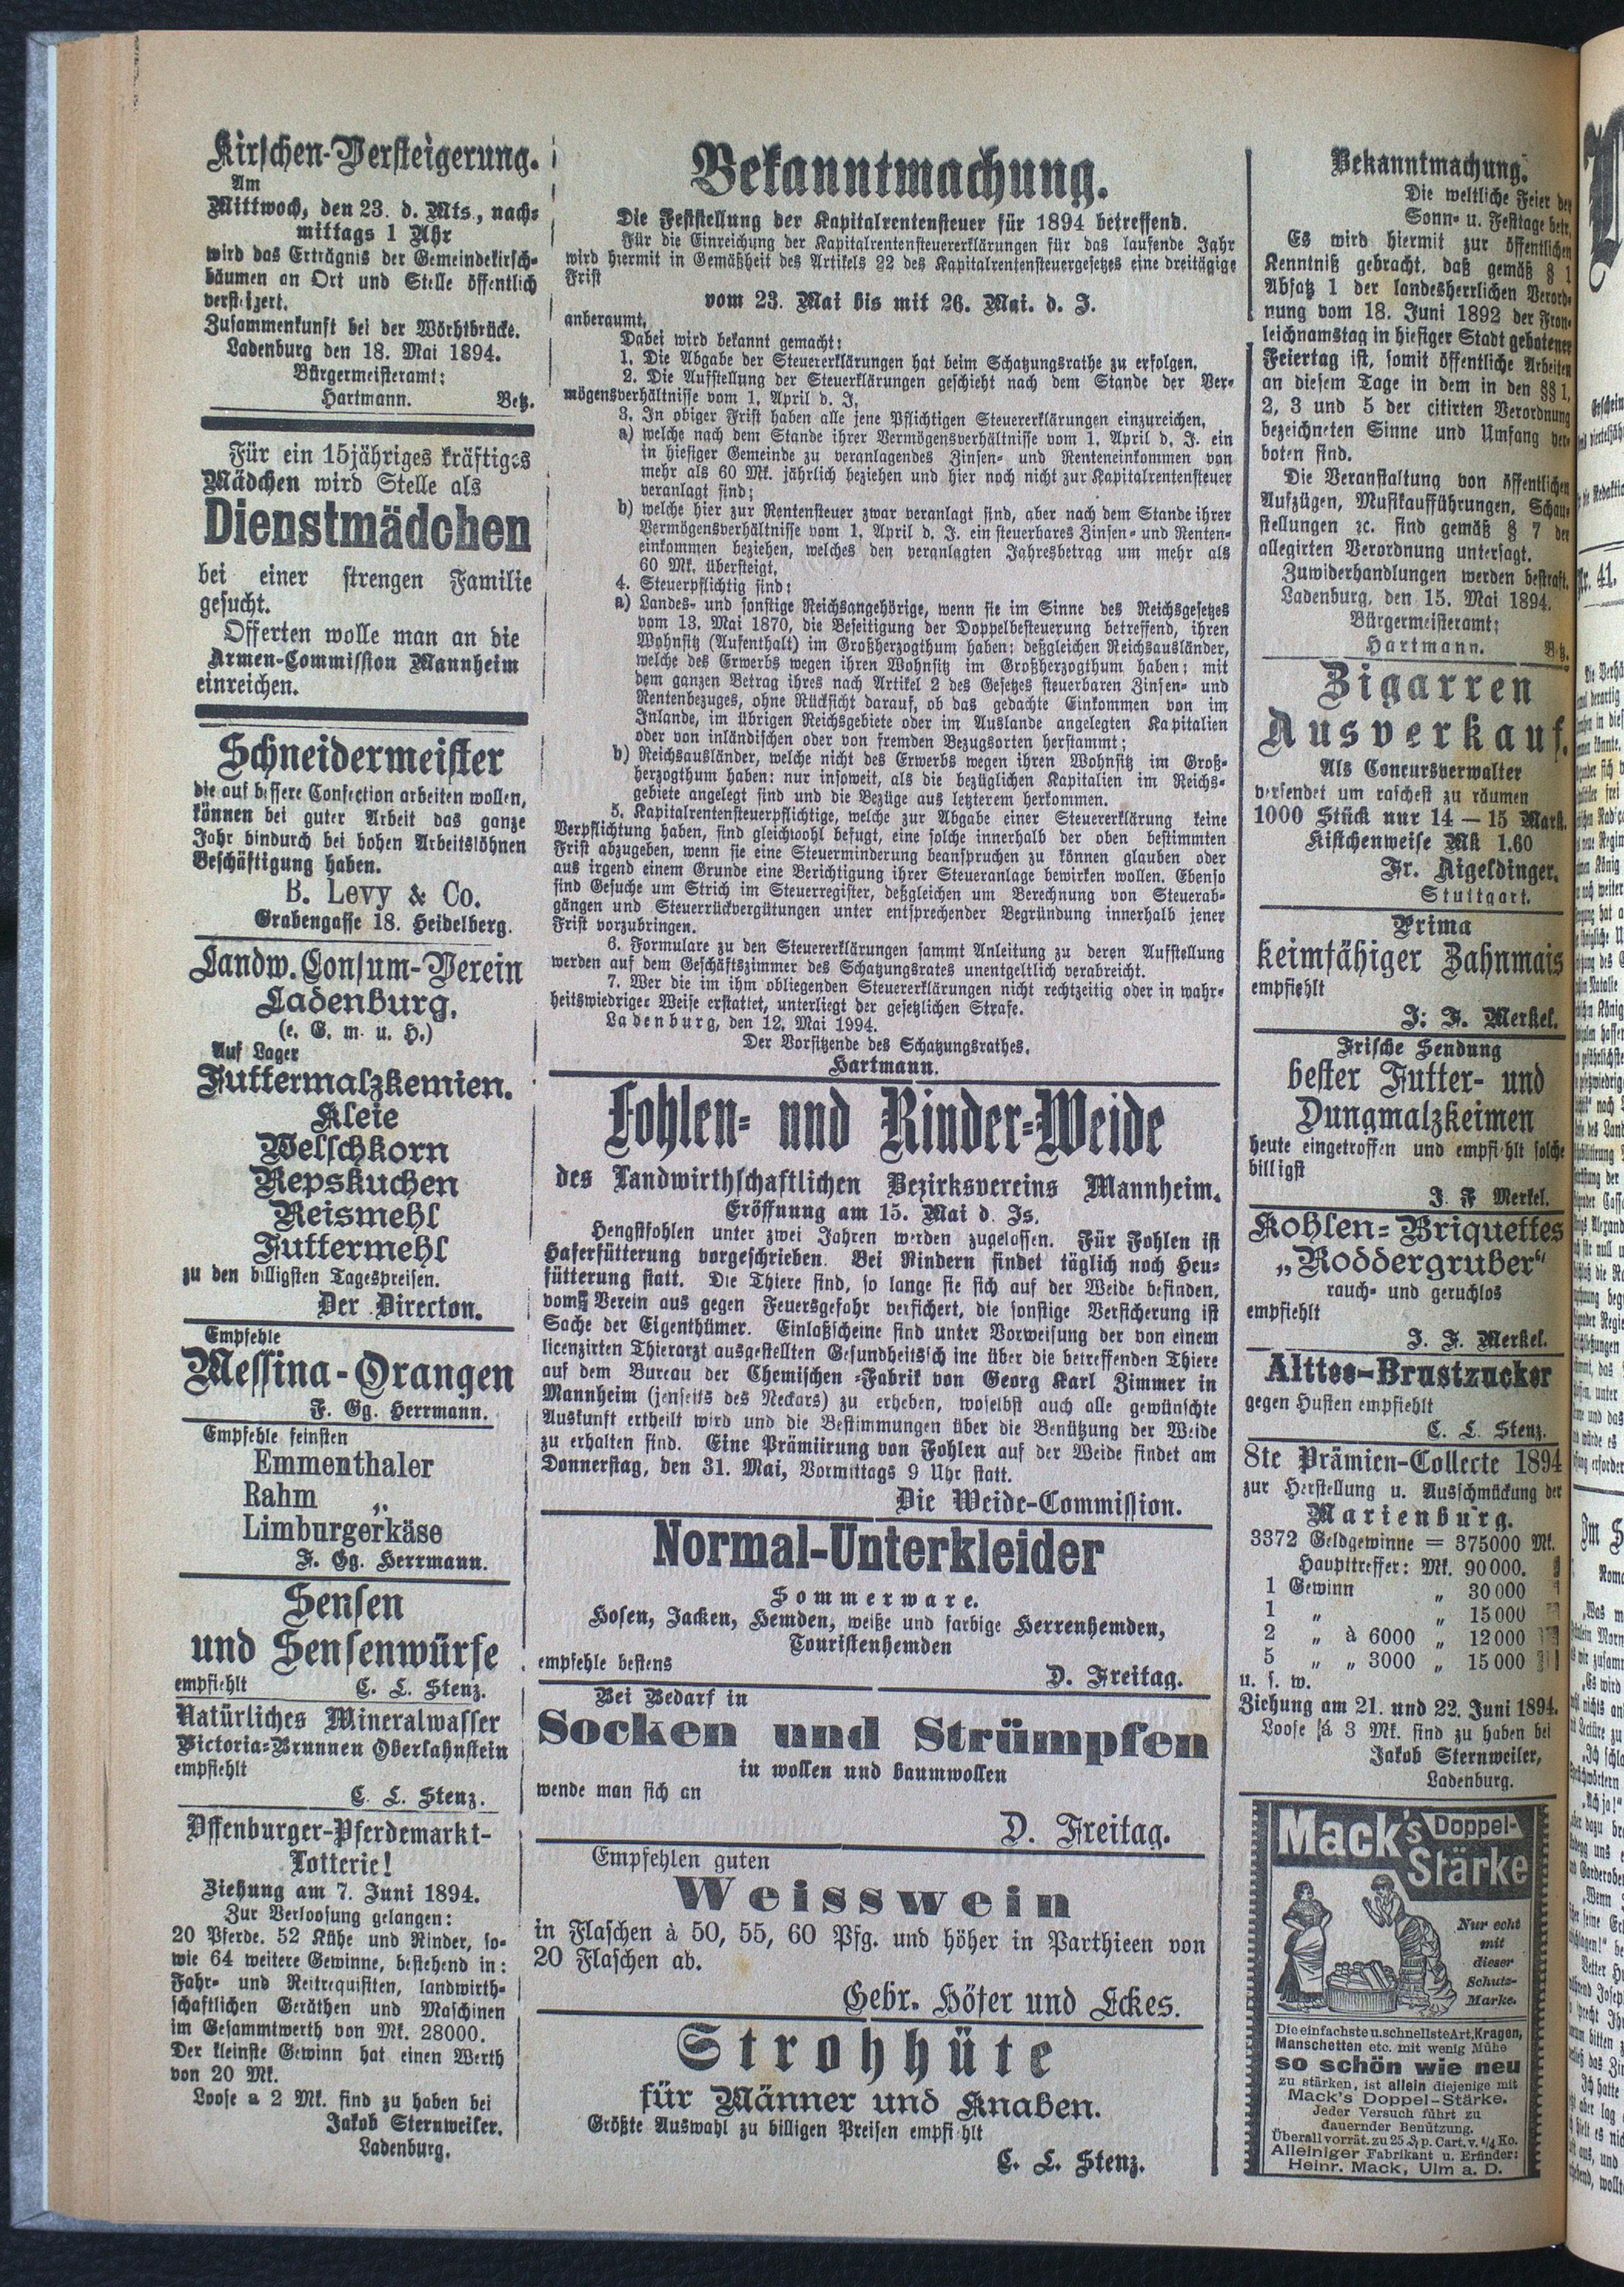 Kirschen-Versteigerung.
Am
Mittwoch, den 23. d. Mts., nach-
mittags 1 Uhr
wird das Erträgnis der Gemeindekirsch-
bäumen an Ort und Stelle öffentlich
versteigert.
Zusammenkunft bei der Wörhtbrücke.
Ladenburg den 18. Mai 1894.
Bürgermeisteramt:
Hartmann. Betz.
Für ein 15jähriges kräftiges
Mädchen wird Stelle als
Dienstmädchen
bei einer strengen Familie
gesucht.
Offerten wolle man an die
Armen-Commission Mannheim
einreichen.
Schneidermeister
die auf bessere Confection arbeiten wollen,
können bei guter Arbeit das ganze
Jahr hindurch bei hohen Arbeitslöhnen
Beschäftigung haben.
B. Levy & Co.
Grabengasse 18. Heidelberg.
Landw. Consum-Verein
Ladenburg.
(e. G. m. u. H.)
Auf Lager
Futtermalzkemien.
Kleie
Welschkorn
Repskuchen
Reismehl
Futtermehl
zu den billigsten Tagespreisen.
Der Directon.
Empfehle
Messina-Orangen
F. Gg. Herrmann.
Empfehle feinsten
Emmenthaler
Rahm „
Limburgerkäse
F. Gg. Herrmann.
Sensen
und Sensenwürfe
empfiehlt C. L. Stenz.
Natürliches Mineralwasser
Victoria-Brunnen Oberlahnstein
empfiehlt
C. L. Stenz.
Offenburger-Pferdemarkt-
Lotterie!
Ziehung am 7. Juni 1894.
Zur Verloosung gelangen:
20 Pferde. 52 Kühe und Rinder, so-
wie 64 weitere Gewinne, bestehend in:
Fahr- und Reitrequisiten, landwirth-
schaftlichen Geräthen und Maschinen
im Gesammtwerth von Mk. 28000.
Der kleinste Gewinn hat einen Werth
von 20 Mk.
Loose a 2 Mk. sind zu haben bei
Jakob Sternweiler.
Ladenburg.
Bekanntmachung.
Die Feststellung der Kapitalrentensteuer für 1894 betreffend.
Für die Einreichung der Kapitalrentensteuererklärungen für das laufende Jahr
wird hiermit in Gemäßheit des Artikels 22 des Kapitalrentensteuergesetzes eine dreitägige
Frist
vom 23. Mai bis mit 26. Mai. d. J.
anberaumt.
Dabei wird bekannt gemacht:
1. Die Abgabe der Steuererklärungen hat beim Schatzungsrathe zu erfolgen.
2. Die Aufstellung der Steuerklärungen geschieht nach dem Stande der Ver-
mögensverhältnisse vom 1. April d. J.
3. In obiger Frist haben alle jene Pflichtigen Steuererklärungen einzureichen,
a) welche nach dem Stande ihrer Vermögensverhältnisse vom 1. April d. J. ein
in hiesiger Gemeinde zu veranlagendes Zinsen- und Renteneinkommen von
mehr als 60 Mk. jährlich beziehen und hier noch nicht zur Kapitalrentensteuer
veranlagt sind;
b) welche hier zur Rentensteuer zwar veranlagt sind, aber nach dem Stande ihrer
Vermögensverhältnisse vom 1. April d. J. ein steuerbares Zinsen- und Renten-
einkommen beziehen, welches den veranlagten Jahresbetrag um mehr als
60 Mk. übersteigt.
4. Steuerpflichtig sind:
a) Landes- und sonstige Reichsangehörige, wenn sie im Sinne des Reichsgesetzes
vom 13. Mai 1870, die Beseitigung der Doppelbesteuerung betreffend, ihren
Wohnsitz (Aufenthalt) im Großherzogthum haben; deßgleichen Reichsausländer,
welche des Erwerbs wegen ihren Wohnsitz im Großherzogthum haben: mit
dem ganzen Betrag ihres nach Artikel 2 des Gesetzes steuerbaren Zinsen- und
Rentenbezuges, ohne Rücksicht darauf, ob das gedachte Einkommen von im
Inlande, im übrigen Reichsgebiete oder im Auslande angelegten Kapitalien
oder von inländischen oder von fremden Bezugsorten herstammt;
b) Reichsausländer, welche nicht des Erwerbs wegen ihren Wohnsitz im Groß-
herzogthum haben: nur insoweit, als die bezüglichen Kapitalien im Reichs-
gebiete angelegt sind und die Bezüge aus letzterem herkommen.
5. Kapitalrentensteuerpflichtige, welche zur Abgabe einer Steuererklärung keine
Verpflichtung haben, sind gleichwohl befugt, eine solche innerhalb der oben bestimmten
Frist abzugeben, wenn sie eine Steuerminderung beanspruchen zu können glauben oder
aus irgend einem Grunde eine Berichtigung ihrer Steueranlage bewirken wollen. Ebenso
sind Gesuche um Strich im Steuerregister, deßgleichen um Berechnung von Steuerab-
gängen und Steuerrückvergütungen unter entsprechender Begründung innerhalb jener
Frist vorzubringen.
6. Formulare zu den Steuererklärungen sammt Anleitung zu deren Aufstellung
werden auf dem Geschäftszimmer des Schatzungsrates unentgeltlich verabreicht.
7. Wer die im ihm obliegenden Steuererklärungen nicht rechtzeitig oder in wahr-
heitswiedriger Weise erstattet, unterliegt der gesetzlichen Strafe.
Ladenburg, den 12. Mai 1994.
Der Vorsitzende des Schatzungsrathes.
Hartmann.
Fohlen- und Rinder-Weide
des Landwirthschaftlichen Bezirksvereins Mannheim.
Eröffnung am 15. Mai d. Js.
Hengstfohlen unter zwei Jahren werden zugelassen. Für Fohlen ist
Haferfütterung vorgeschrieben. Bei Rindern findet täglich noch Heu-
fütterung statt. Die Thiere sind, so lange sie sich auf der Weide befinden,
vom Verein aus gegen Feuersgefahr versichert, die sonstige Versicherung ist
Sache der Eigenthümer. Einlaßscheine sind unter Vorweisung der von einem
licenzirten Thierarzt ausgestellten Gesundheitssch ine über die betreffenden Thiere
auf dem Bureau der Chemischen -Fabrik von Georg Karl Zimmer in
Mannheim (jenseits des Neckars) zu erheben, woselbst auch alle gewünschte
Auskunft ertheilt wird und die Bestimmungen über die Benützung der Weide
zu erhalten sind. Eine Prämiirung von Fohlen auf der Weide findet am
Donnerstag, den 31. Mai, Vormittags 9 Uhr statt.
Die Weide-Commission.
Normal-Unterkleider
Sommerware.
Hosen, Jacken, Hemden, weiße und farbige Herrenhemden,
Touristenhemden
empfehle bestens
D. Freitag.
Bei Bedarf in
Socken und Strümpfen
in wollen und baumwollen
wende man sich an
D. Freitag.
Empfehlen guten
Weisswein
in Flaschen à 50, 55, 60 Pfg. und höher in Parthieen von
20 Flaschen ab.
Gebr. Höfer und Eckes.
Strohhüte
für Männer und Knaben.
Größte Auswahl zu billigen Preisen empfi hlt
C. L. Stenz.
Bekanntmachung.
Die weltliche Feier der
Sonn- u. Festtage betr.
Es wird hiermit zur öffentlichen
Kenntniß gebracht, daß gemäß § 1
Absatz 1 der landesherrlichen Verord-
nung vom 18. Juni 1892 der Fron-
leichnamstag in hiesiger Stadt gebotener
Feiertag ist, somit öffentliche Arbeiten
an diesem Tage in dem in den §§ 1,
2, 3 und 5 der citirten Verordnung
bezeichneten Sinne und Umfang ver-
boten sind.
Die Veranstaltung von öffentlichen
Aufzügen, Musikaufführungen, Schau-
stellungen ꝛc. sind gemäß § 7 der
allegirten Verordnung untersagt.
Zuwiderhandlungen werden bestraft.
Ladenburg, den 15. Mai 1894.
Bürgermeisteramt:
Hartmann. Betz.
Zigarren
Ausverkauf.
Als Concursverwalter
versendet um raschest zu räumen
1000 Stück nur 14 — 15 Mark.
Kistchenweise Mk 1.60
Fr. Aigeldinger.
Stuttgart.
Prima
keimfähiger Zahnmais
empfiehlt
J: F. Merkel.
Frische Sendung
bester Futter- und
Dungmalzkeimen
heute eingetroffen und empfi hlt solche
billigst
J. F Merkel.
Kohlen-Briquettes
„Roddergruber“
rauch- und geruchlos
empfiehlt
J. F. Merkel.
Alttee-Brustzucker
gegen Husten empfiehlt
C. L. Stenz.
8te Prämien-Collecte 1894
zur Herstellung u. Ausschmückung der
Marienburg.
3372 Geldgewinne = 375000 Mk.
Haupttreffer: Mk. 90000.
1 Gewinn „ 30000
1 „ „ 15000
2 „ à 6000 „ 12000
5 „ „ 3000 „ 15000
u. s. w.
Ziehung am 21. und 22. Juni 1894.
Loose à 3 Mk. sind zu haben bei
Jakob Sternweiler,
Ladenburg.
Mack's Doppel-
Stärke
Nur echt
mit
dieser
Schutz-
Marke.
Die einfachste u. schnellste Art, Kragen,
Manschetten etc. mit wenig Mühe
so schön wie neu
zu stärken, ist allein diejenige mit
Mack's Doppel-Stärke.
Jeder Versuch führt zu
dauernder Benützung.
Überall vorrät. zu 25 ₰ p. Cart. v. 1/4 Ko.
Alleiniger Fabrikant u. Erfinder:
Heinr. Mack, Ulm a. D.
Nr. 41.